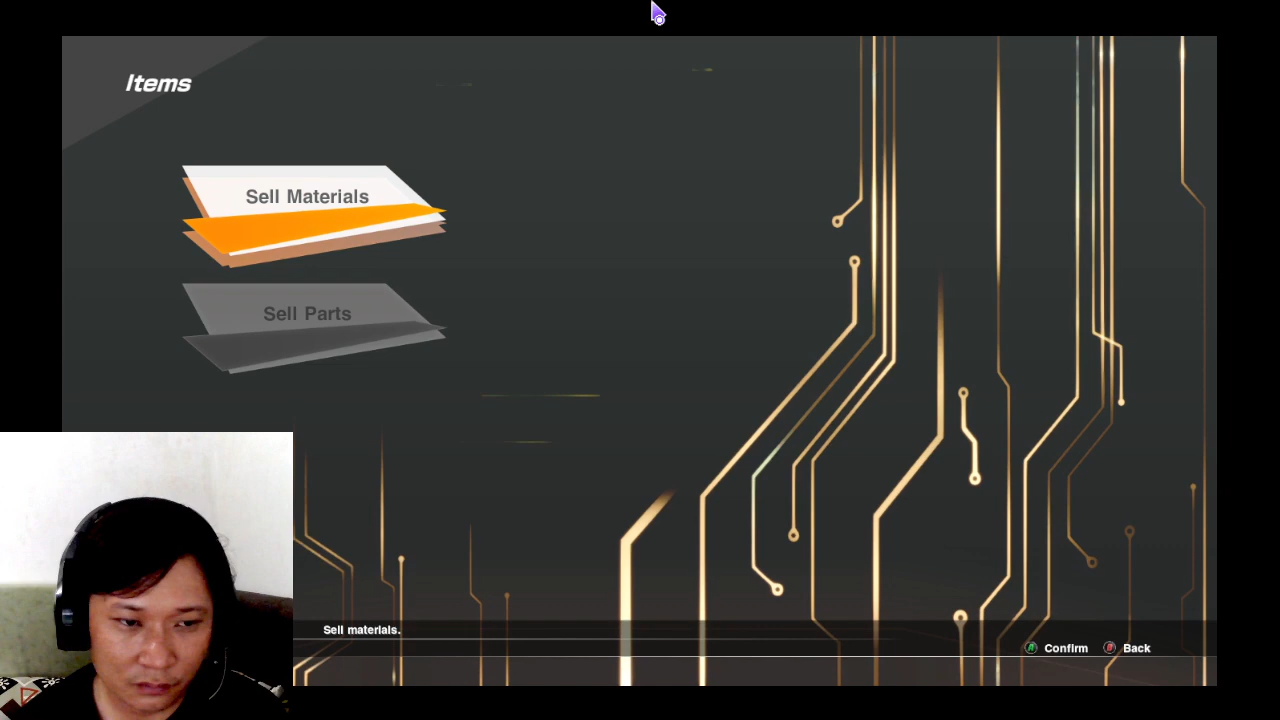 Items
Sell Materials
Sell Parts
Sell materials.
A Confirm B Back